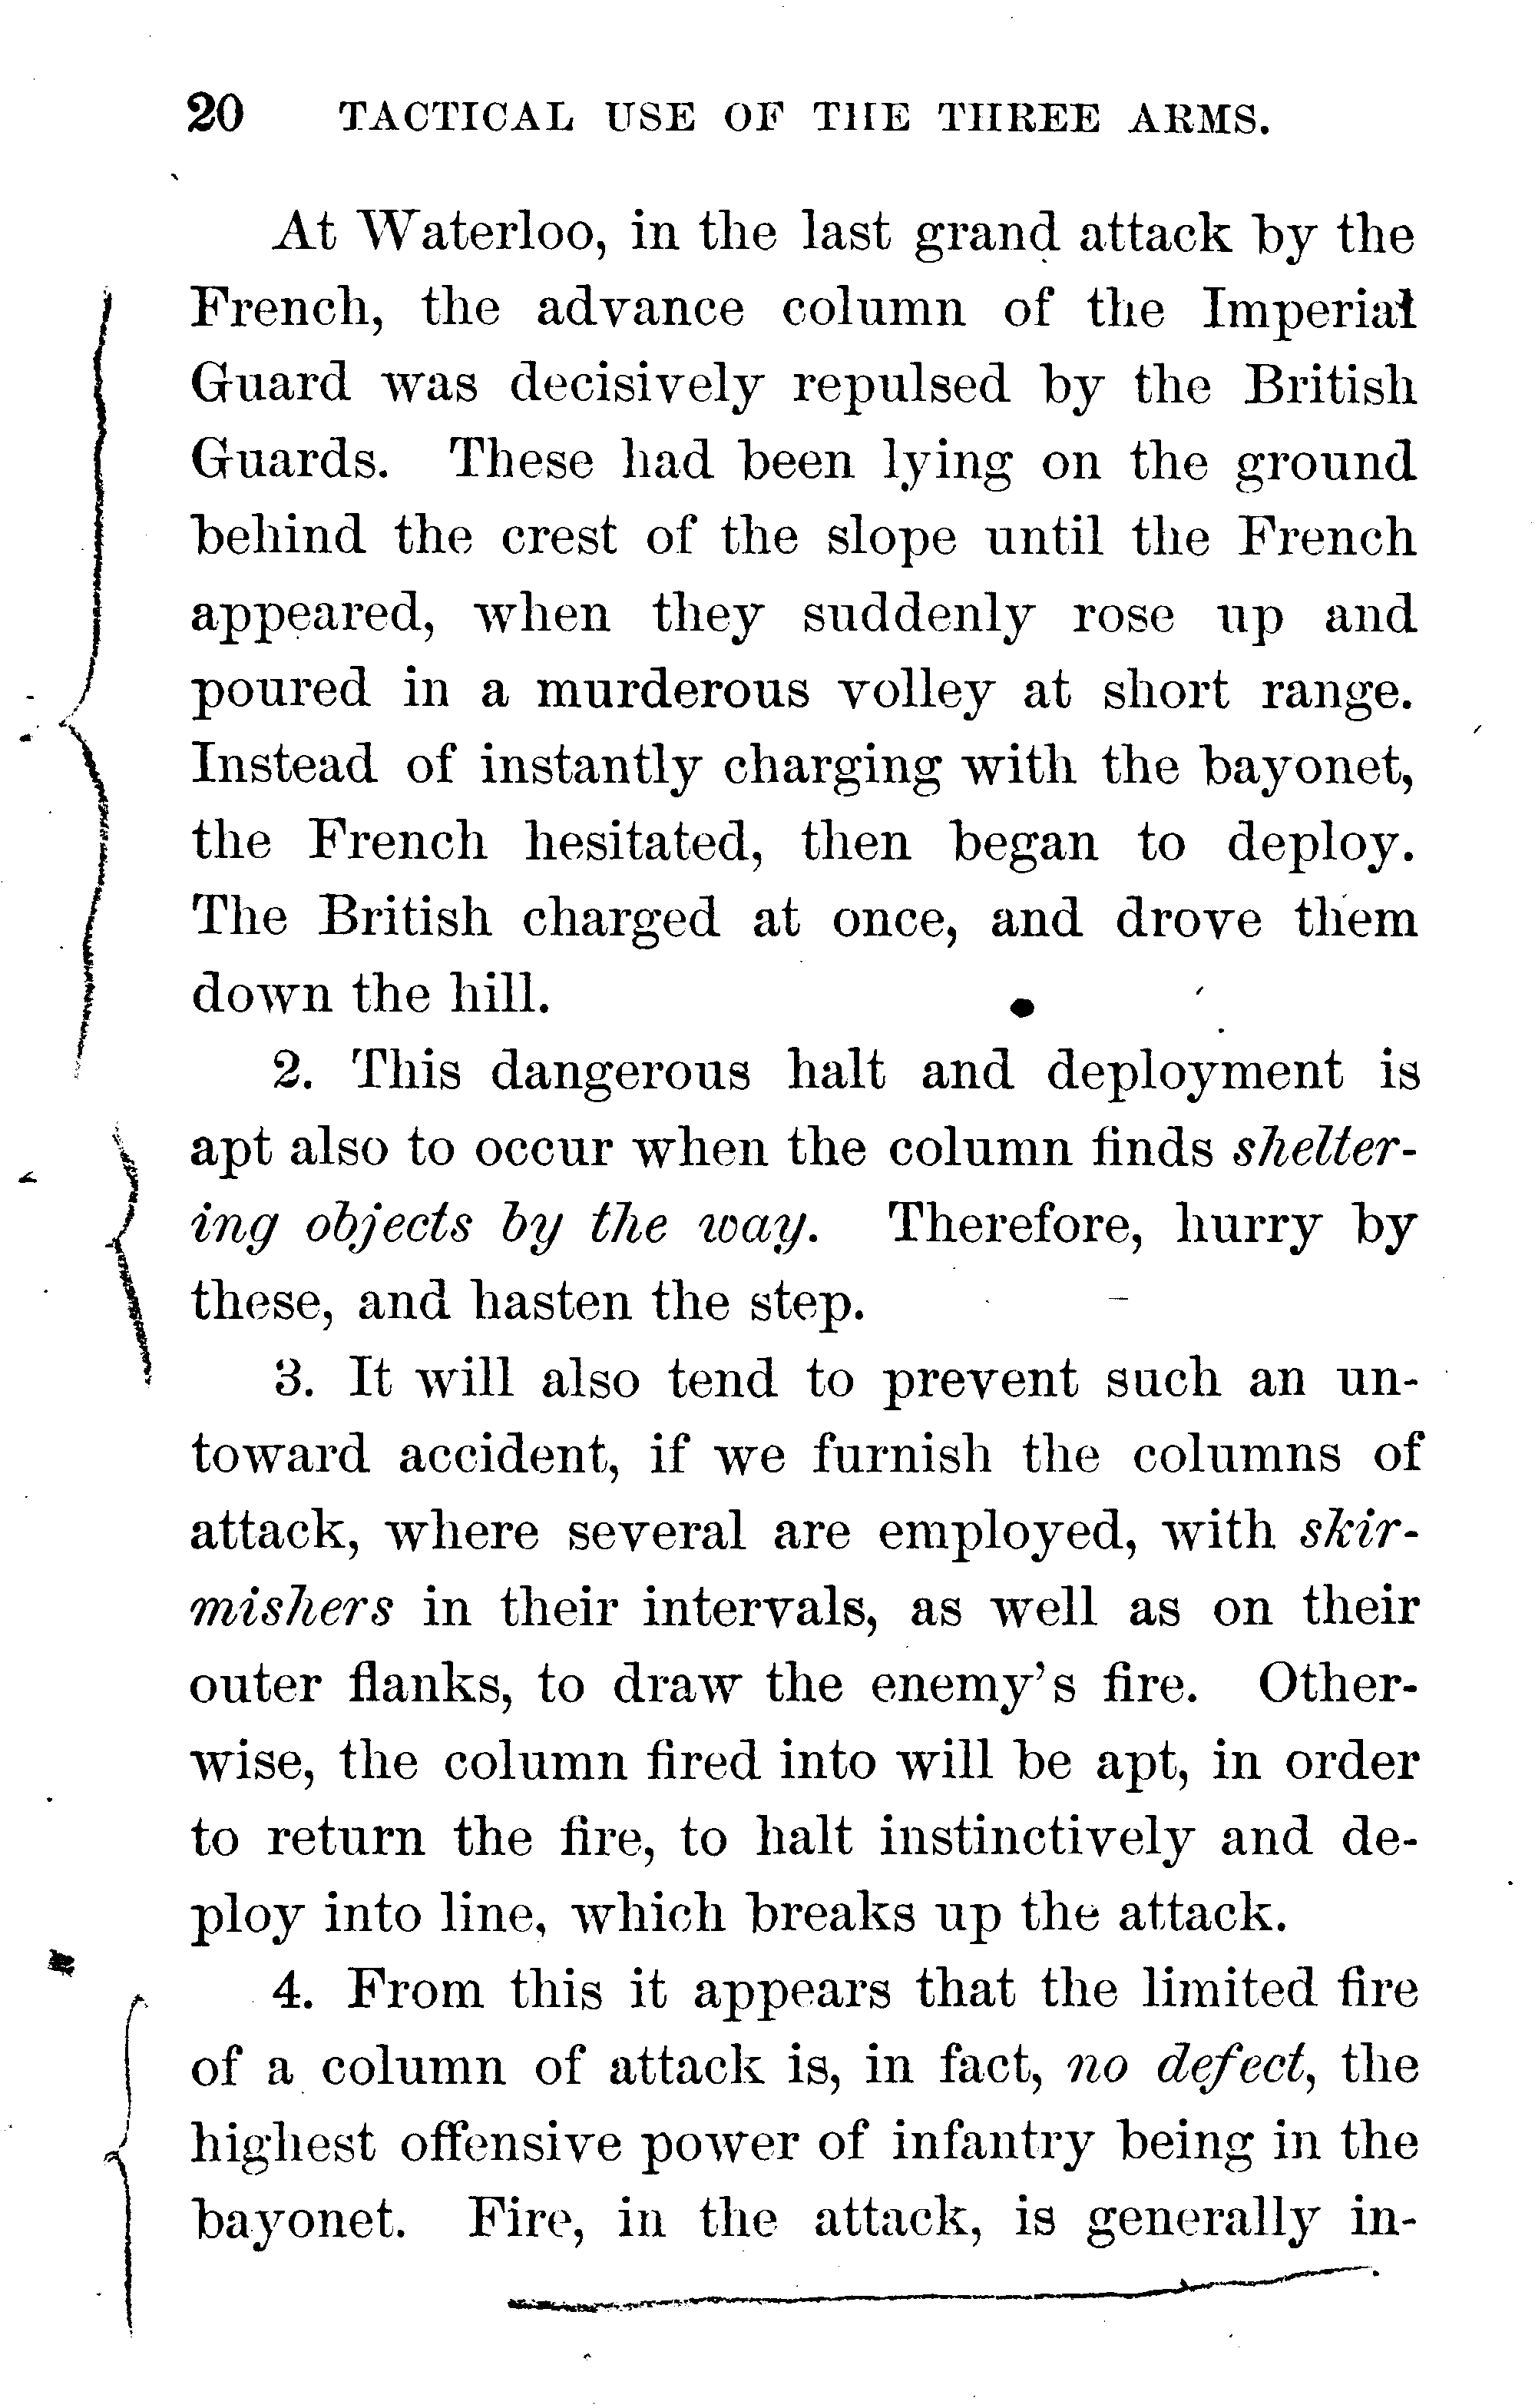 20 TACTICAL USE OF THE THREE ARMS.
At Waterloo, in the last grand attack by the
French, the advance column of the Imperial
Guard was decisively repulsed by the British
Guards. These had been lying on the ground
behind the crest of the slope until the French
appeared, when they suddenly rose up and
poured in a murderous volley at short range.
Instead of instantly charging with the bayonet,
the French hesitated, then began to deploy.
The British charged at once, and drove them
down the hill.
2. This dangerous halt and deployment is
apt also to occur when the column finds shelter-
ing objects by the way. Therefore, hurry by
these, and hasten the step.
3. It will also tend to prevent such an un-
toward accident, if we furnish the columns of
attack, where several are employed, with skir-
mishers in their intervals, as well as on their
outer flanks, to draw the enemy's fire. Other-
wise, the column fired into will be apt, in order
to return the fire, to halt instinctively and de-
ploy into line, which breaks up the attack.
4. From this it appears that the limited fire
of a column of attack is, in fact, no defect, the
highest offensive power of infantry being in the
bayonet. Fire, in the attack, is generally in-